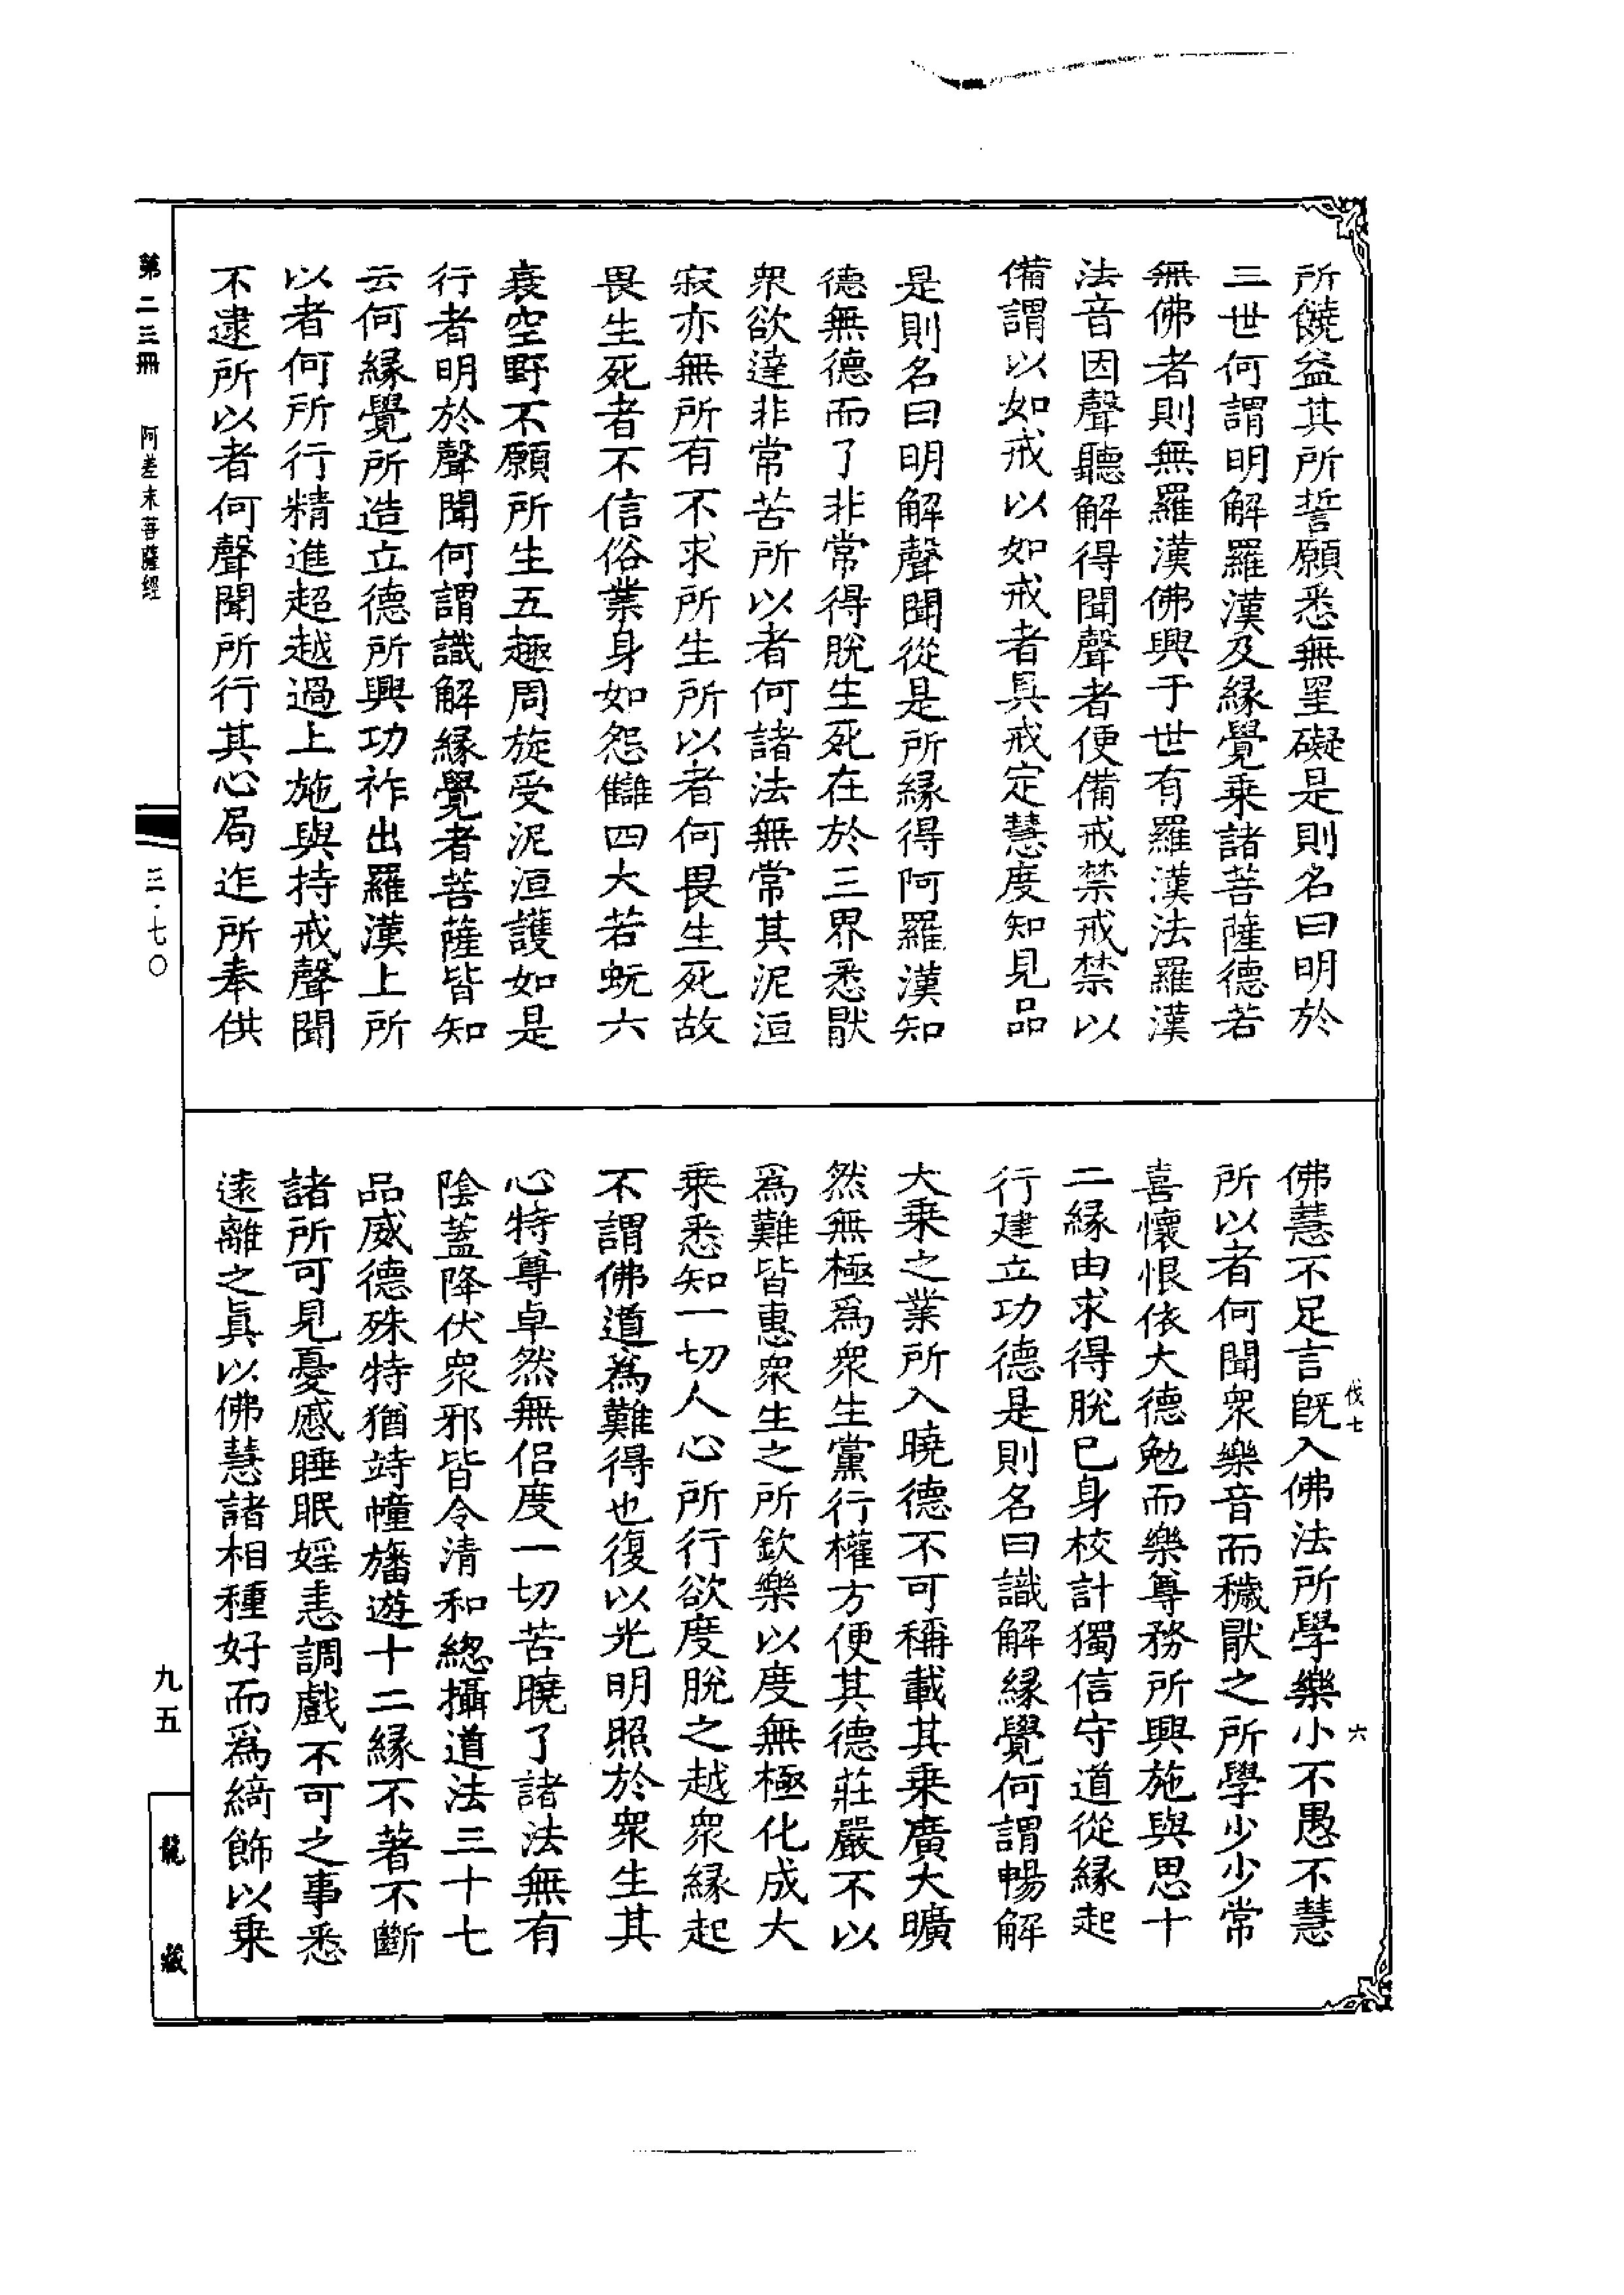 所饒益其所誓願悉無罣礙是則名曰明於
三世何謂明解羅漢及緣覺乘諸菩薩德若
無佛者則無羅漢佛興于世有羅漢法羅漢
法音因聲聽解得聞聲者便備戒禁戒禁以
備謂以如戒以如戒者具戒定慧度知見品
是則名曰明解聲聞從是所緣得阿羅漢知
德無德而了非常得脫生死在於三界悉猒
眾欲達非常苦所以者何諸法無常其泥洹
寂亦無所有不求所生所以者何畏生死故
畏生死者不信俗業身如怨讎四大若蚖六
衰空野不願所生五趣周旋受泥洹護如是
行者明於聲聞何謂識解緣覺者菩薩皆知
云何緣覺所造立德所興功祚出羅漢上所
以者何所行精進超越過上施與持戒聲聞
不逮所以者何聲聞所行其心局迮所奉供
佛慧不足言旣入佛法所學樂小不愚不慧
所以者何聞眾樂音而穢猒之所學少少常
喜懷恨依大德勉而樂尊務所興施與思十
二緣由求得脫已身校計獨信守道從緣起
行建立功德是則名曰識解緣覺何謂暢解
大乘之業所入曉德不可稱載其乘廣大曠
然無極爲眾生黨行權方便其德莊嚴不以
爲難皆惠眾生之所欽樂以度無極化成大
乘悉知一切人心所行欲度脫之越眾緣起
不謂佛道爲難得也復以光明照於眾生其
心特尊卓然無侶度一切苦曉了諸法無有
陰蓋降伏眾邪皆令清和緫攝道法三十七
品威德殊特猶峙幢旛遊十二緣不著不斷
諸所可見憂慼睡眠婬恚調戲不可之事悉
遠離之眞以佛慧諸相種好而爲綺飾以乘
伐七
六
第二三冊 阿差末菩薩經
三·七〇
九五
龍藏